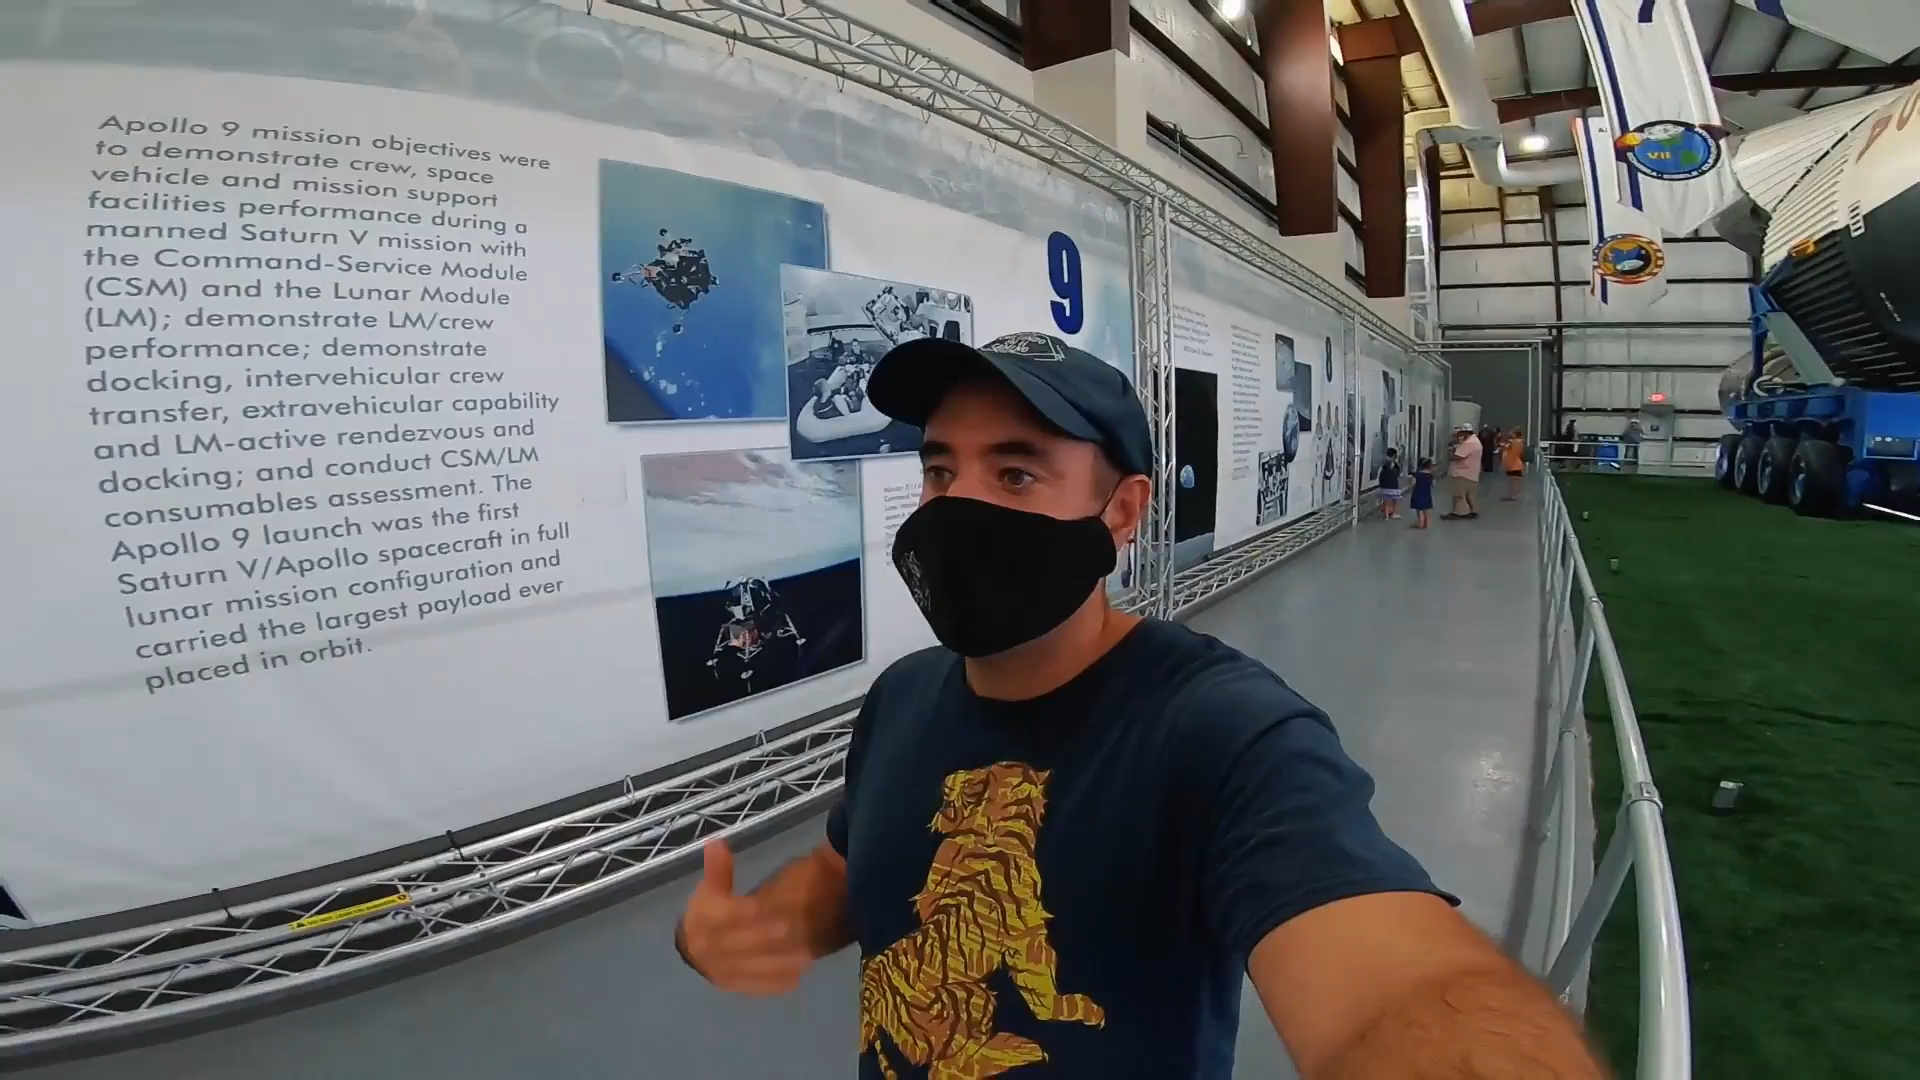 Apollo 9 mission objectives were
to demonstrate crew, space
vehicle and mission support
facilities performance during a
manned Saturn V mission with
the Command-Service Module
(CSM) and the Lunar Module
(LM); demonstrate LM/crew
performance; demonstrate
docking, intervehicular crew
transfer, extravehicular capability
and LM-active rendezvous and
docking; and conduct CSM/LM
consumables assessment. The
Apollo 9 launch was the first
Saturn V/Apollo spacecraft in full
lunar mission configuration and
carried the largest payload ever
placed in orbit.
9
8
VII